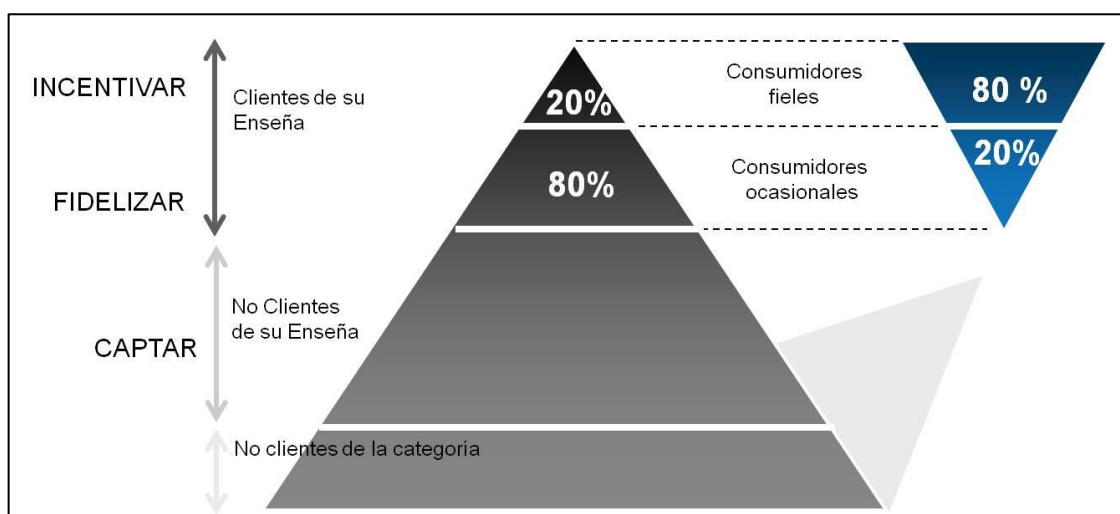 INCENTIVAR
Clientes de su
Enseña
20%
Consumidores
fieles
80 %
FIDELIZAR
80%
Consumidores
ocasionales
20%
No Clientes
de su Enseña
CAPTAR
No clientes de la categoría